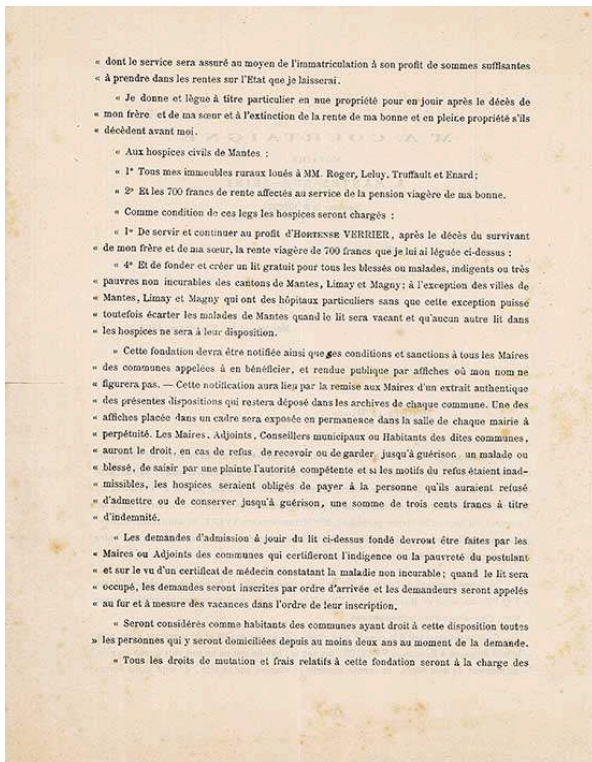 « dont le service sera assuré au moyen de l'immatriculation à son profit de sommes suffisantes
« à prendre dans les rentes sur l'Etat que je laisserai.
« Je donne et lègue à titre particulier en nue propriété pour en jouir après le décès de
« mon frère et de ma sœur et à l'extinction de la rente de ma bonne et en pleine propriété s'ils
« décèdent avant moi.
« Aux hospices civils de Mantes :
« 1° Tous mes immeubles ruraux loués à MM. Roger, Leluy, Truffault et Enard ;
« 2° Et les 700 francs de rente affectés au service de la pension viagère de ma bonne.
« Comme condition de ces legs les hospices seront chargés :
« 1° De servir et continuer au profit d'HORTENSE VERRIER, après le décès du survivant
« de mon frère et de ma sœur, la rente viagère de 700 francs que je lui ai léguée ci-dessus ;
« 4° Et de fonder et créer un lit gratuit pour tous les blessés ou malades, indigents ou très
« pauvres non incurables des cantons de Mantes, Limay et Magny ; à l'exception des villes de
« Mantes, Limay et Magny qui ont des hôpitaux particuliers sans que cette exception puisse
« toutefois écarter les malades de Mantes quand le lit sera vacant et qu'aucun autre lit dans
« les hospices ne sera à leur disposition.
« Cette fondation devra être notifiée ainsi que ses conditions et sanctions à tous les Maires
« des communes appelées à en bénéficier, et rendue publique par affiches où mon nom ne
« figurera pas. — Cette notification aura lieu par la remise aux Maires d'un extrait authentique
« des présentes dispositions qui restera déposé dans les archives de chaque commune. Une des
« affiches placée dans un cadre sera exposée en permanence dans la salle de chaque mairie à
« perpétuité. Les Maires, Adjoints, Conseillers municipaux ou Habitants des dites communes,
« auront le droit, en cas de refus de recevoir ou de garder jusqu'à guérison un malade ou
« blessé, de saisir par une plainte l'autorité compétente et si les motifs du refus étaient inad-
« missibles, les hospices seraient obligés de payer à la personne qu'ils auraient refusé
« d'admettre ou de conserver jusqu'à guérison, une somme de trois cents francs à titre
« d'indemnité.
« Les demandes d'admission à jouir du lit ci-dessus fondé devront être faites par les
« Maires ou Adjoints des communes qui certifieront l'indigence ou la pauvreté du postulant
« et sur le vu d'un certificat de médecin constatant la maladie non incurable ; quand le lit sera
« occupé, les demandes seront inscrites par ordre d'arrivée et les demandeurs seront appelés
« au fur et à mesure des vacances dans l'ordre de leur inscription.
« Seront considérés comme habitants des communes ayant droit à cette disposition toutes
» les personnes qui y seront domiciliées depuis au moins deux ans au moment de la demande.
« Tous les droits de mutation et frais relatifs à cette fondation seront à la charge des